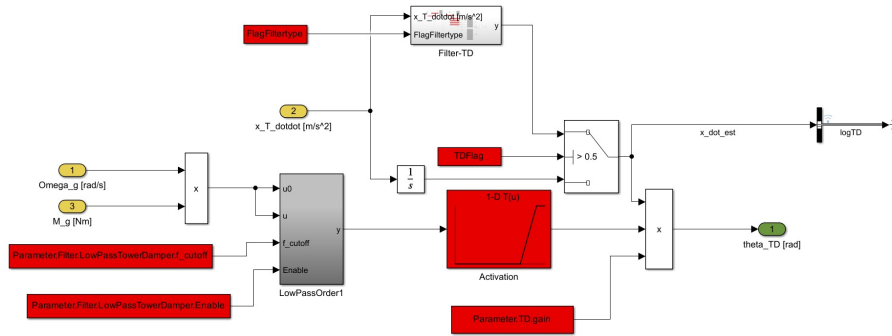 x_T_dotdot [m/s^2]
y
FlagFiltertype
FlagFiltertype
Filter-TD
2
x_T_dotdot [m/s^2]
> 0.5
TDFlag
x_dot_est
logTD
1
Omega_g [rad/s]
x
3
M_g [Nm]
u0
u
f_cutoff
Enable
y
LowPassOrder1
1
s
1-D T(u)
Activation
x
1
theta_TD [rad]
Parameter.Filter.LowPassTowerDamper.f_cutoff
Parameter.Filter.LowPassTowerDamper.Enable
Parameter.TD.gain